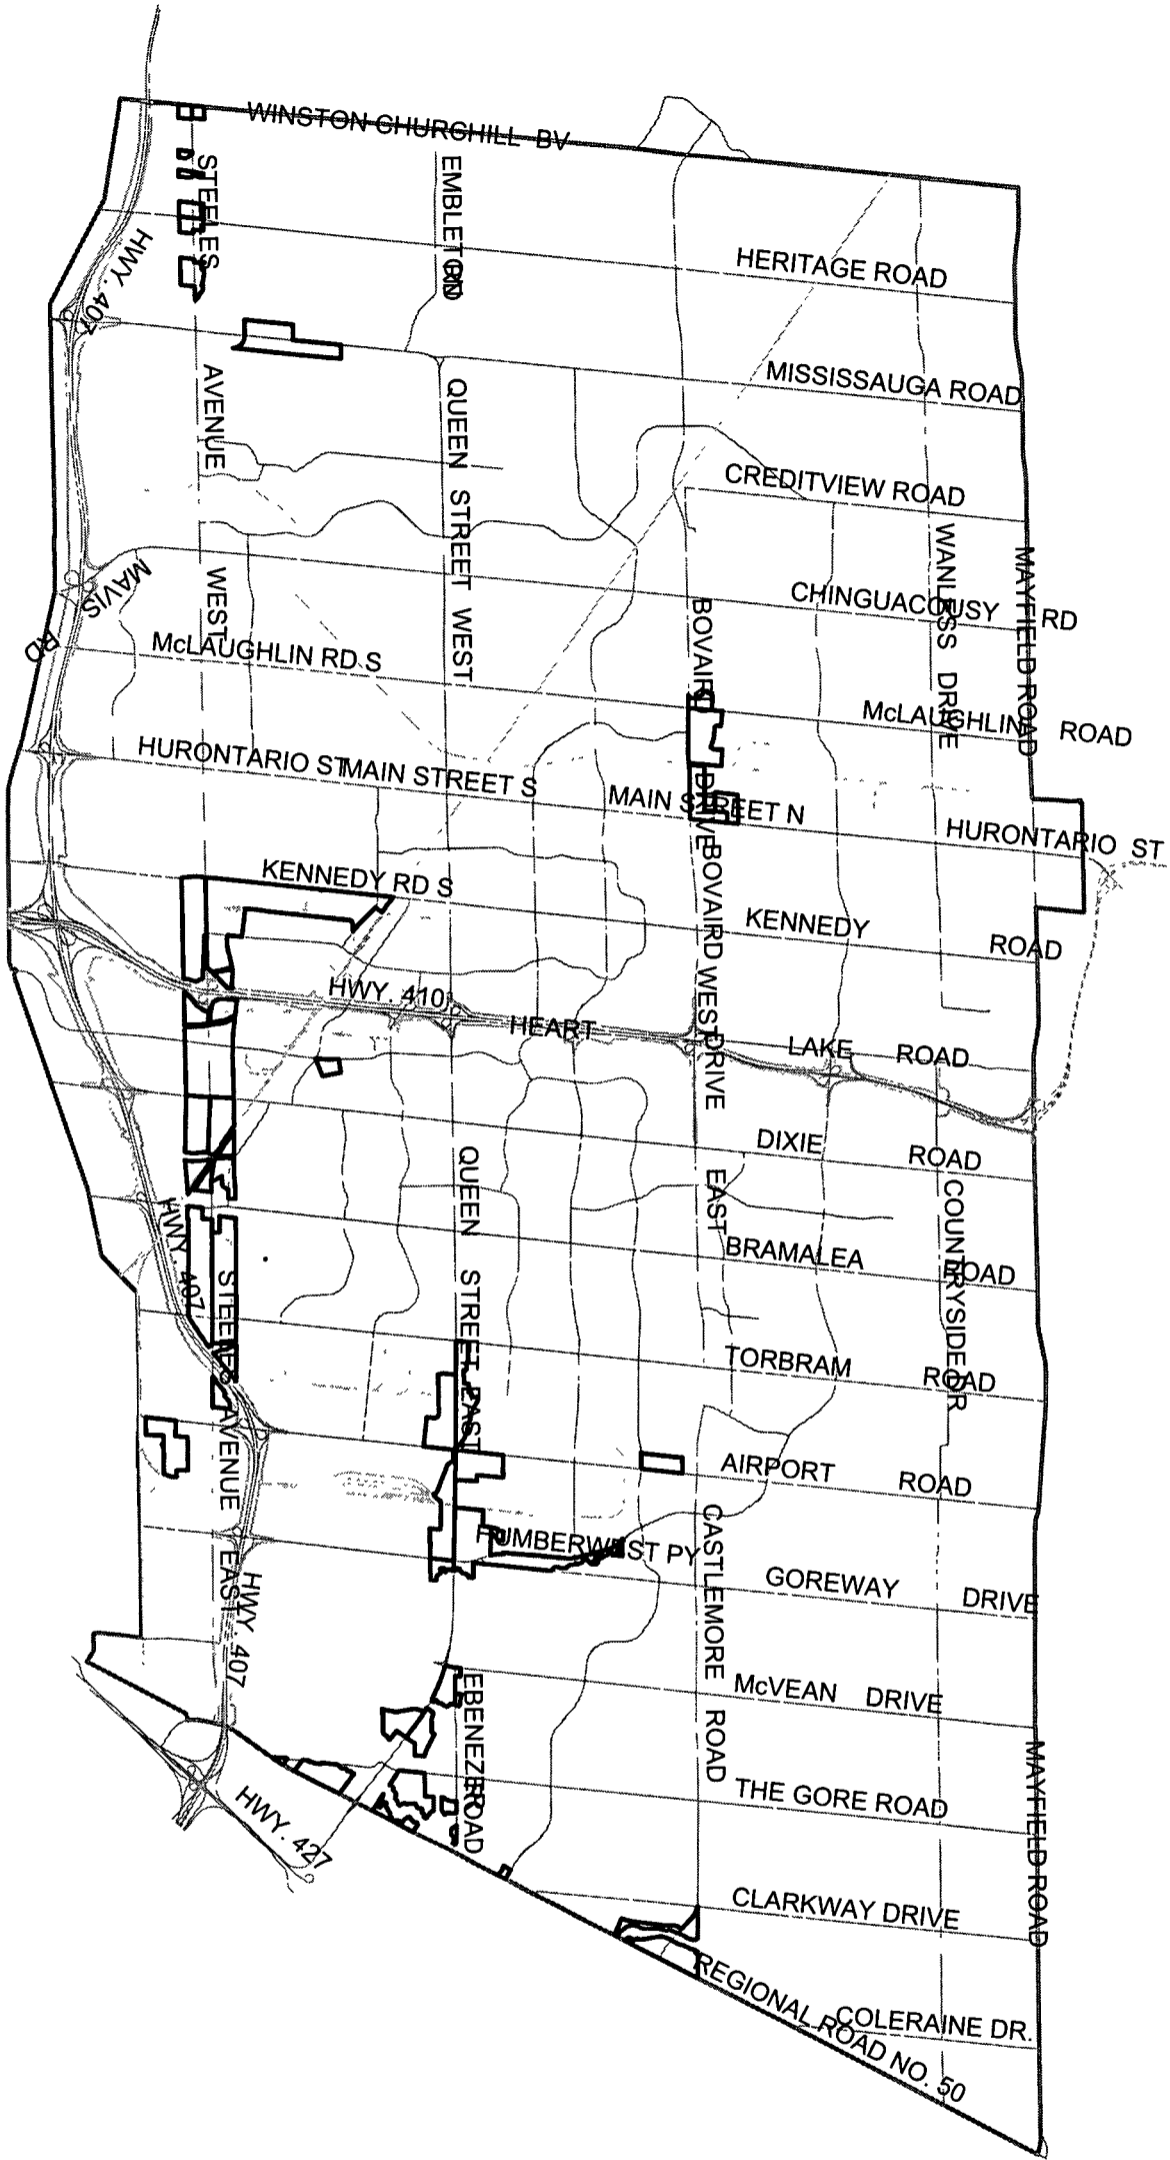 WINSTON CHURCHILL BV
STEELES
EMBLETON
RD
HWY. 407
HERITAGE ROAD
MISSISSAUGA ROAD
AVENUE
QUEEN STREET WEST
CREDITVIEW ROAD
WANLESS DRIVE
MAYFIELD ROAD
MAVIS
RD
WEST
CHINGUACOUSY RD
BOVAIRD
DRIVE
McLAUGHLIN RD S
McLAUGHLIN ROAD
HURONTARIO ST
MAIN STREET S
MAIN STREET N
HURONTARIO ST
KENNEDY RD S
KENNEDY ROAD
BOVAIRD WEST
HWY. 410
HEART LAKE ROAD
DRIVE
DIXIE ROAD
QUEEN STREET EAST
EAST
COUNTRYSIDE DR
HWY. 407
BRAMALEA ROAD
STEELES
AVENUE
EAST
TORBRAM ROAD
AIRPORT ROAD
CASTLEMORE ROAD
HUMBERWEST PY
GOREWAY DRIVE
HWY. 407
EBENEZER
ROAD
McVEAN DRIVE
MAYFIELD ROAD
THE GORE ROAD
HWY. 427
CLARKWAY DRIVE
REGIONAL ROAD NO. 50
COLERAINE DR.